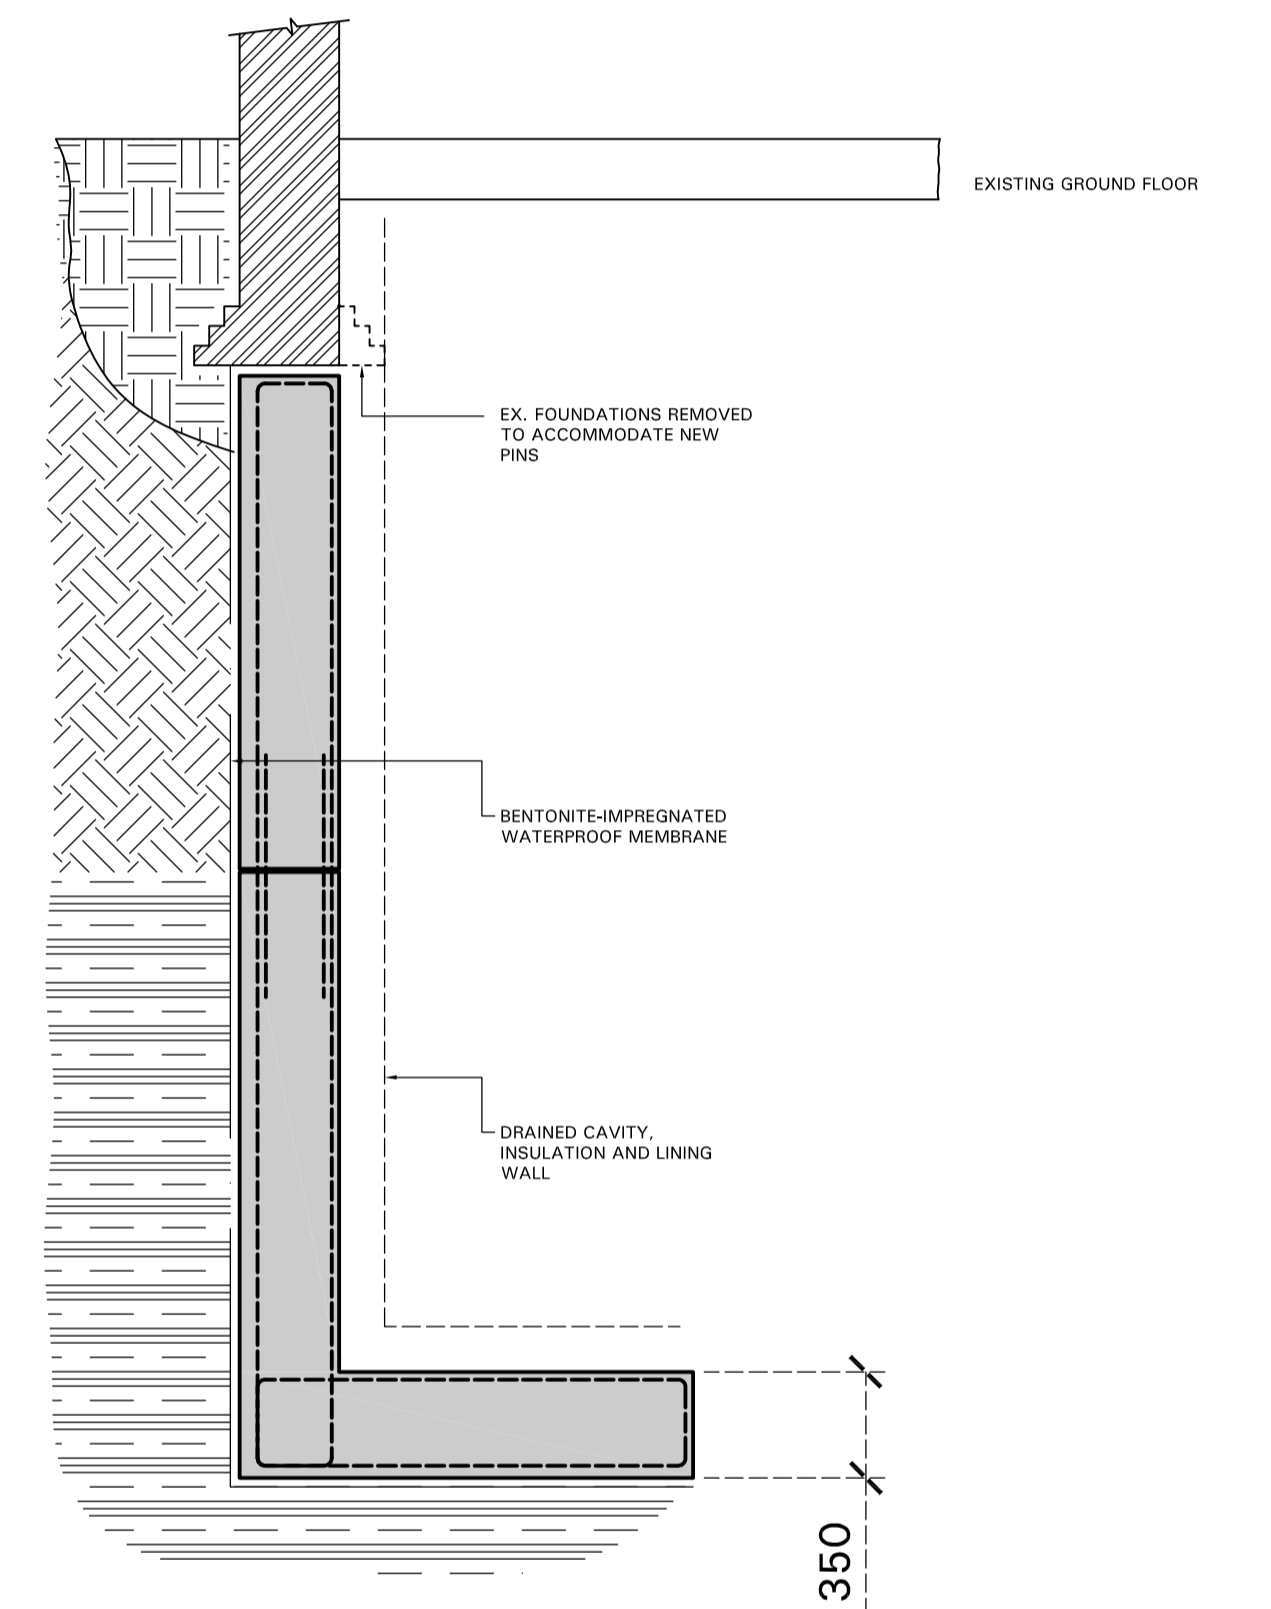 EXISTING GROUND FLOOR
EX. FOUNDATIONS REMOVED
TO ACCOMMODATE NEW
PINS
BENTONITE-IMPREGNATED
WATERPROOF MEMBRANE
DRAINED CAVITY,
INSULATION AND LINING
WALL
350